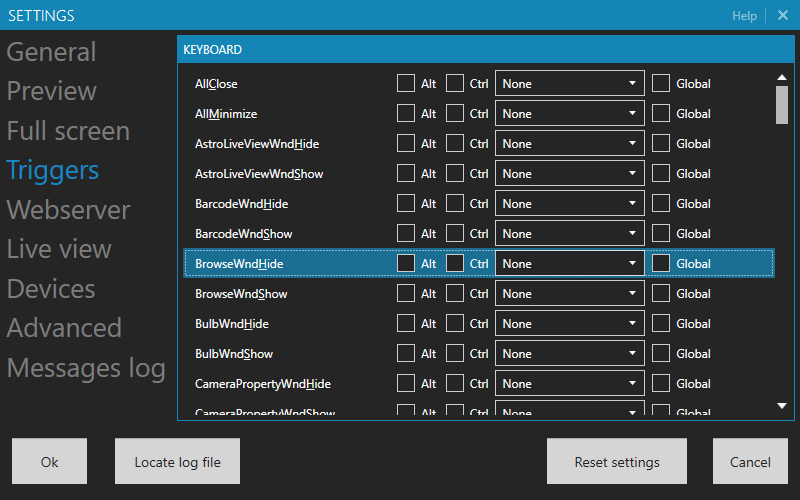 SETTINGS Help
General
Preview
Full screen
Triggers
Webserver
Live view
Devices
Advanced
Messages log
KEYBOARD
AllClose Alt Ctrl None Global
AllMinimize Alt Ctrl None Global
AstroLiveViewWndHide Alt Ctrl None Global
AstroLiveViewWndShow Alt Ctrl None Global
BarcodeWndHide Alt Ctrl None Global
BarcodeWndShow Alt Ctrl None Global
BrowseWndHide Alt Ctrl None Global
BrowseWndShow Alt Ctrl None Global
BulbWndHide Alt Ctrl None Global
BulbWndShow Alt Ctrl None Global
CameraPropertyWndHide Alt Ctrl None Global
CameraPropertyWndShow Alt Ctrl None Global
Ok Locate log file Reset settings Cancel